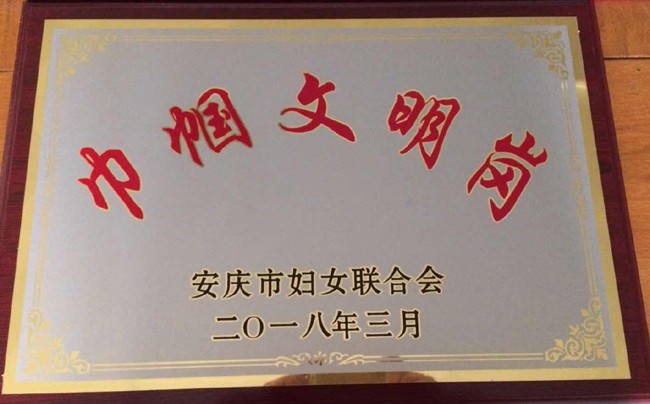 巾帼文明岗
安庆市妇女联合会
二〇一八年三月